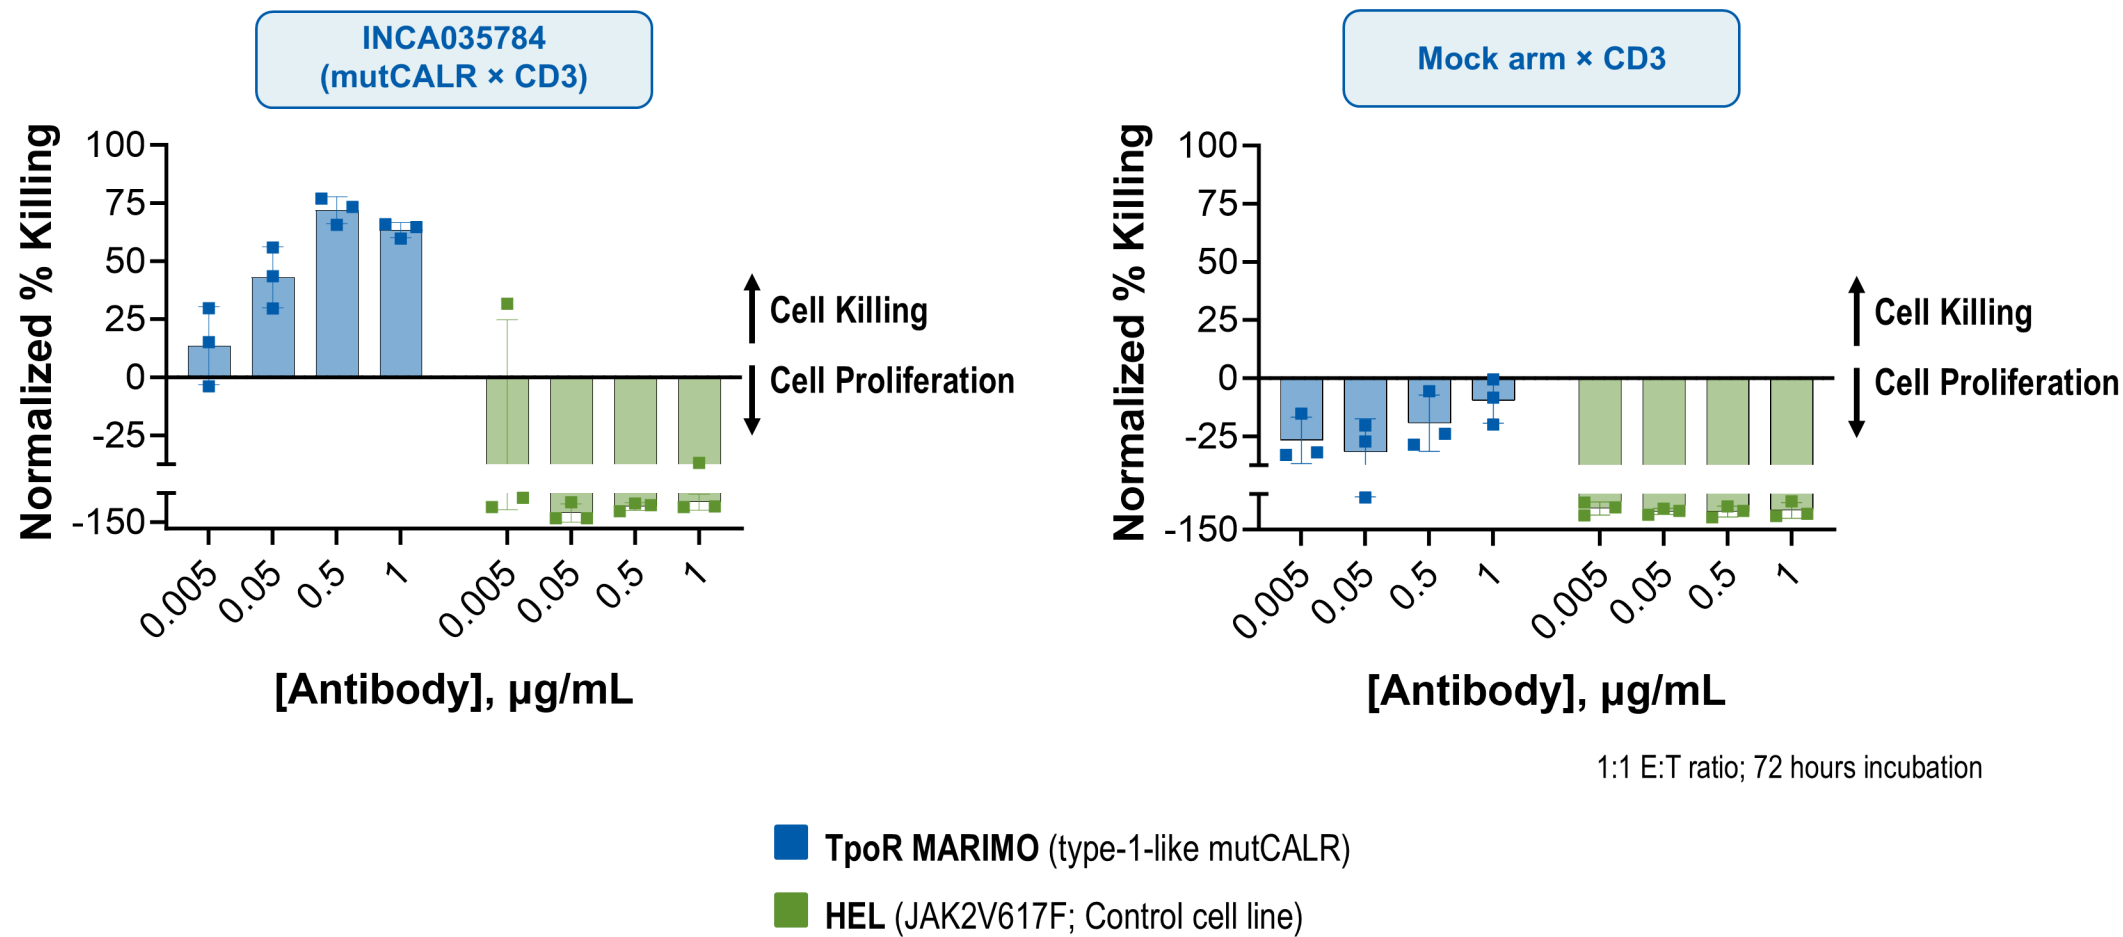 INCA035784
(mutCALR × CD3)
Normalized % Killing
100
75
50
25
0
-25
-150
Cell Killing
Cell Proliferation
0.005
0.05
0.5
1
0.005
0.05
0.5
1
[Antibody], µg/mL
Mock arm × CD3
Normalized % Killing
100
75
50
25
0
-25
-150
Cell Killing
Cell Proliferation
0.005
0.05
0.5
1
0.005
0.05
0.5
1
[Antibody], µg/mL
1:1 E:T ratio; 72 hours incubation
TpoR MARIMO (type-1-like mutCALR)
HEL (JAK2V617F; Control cell line)